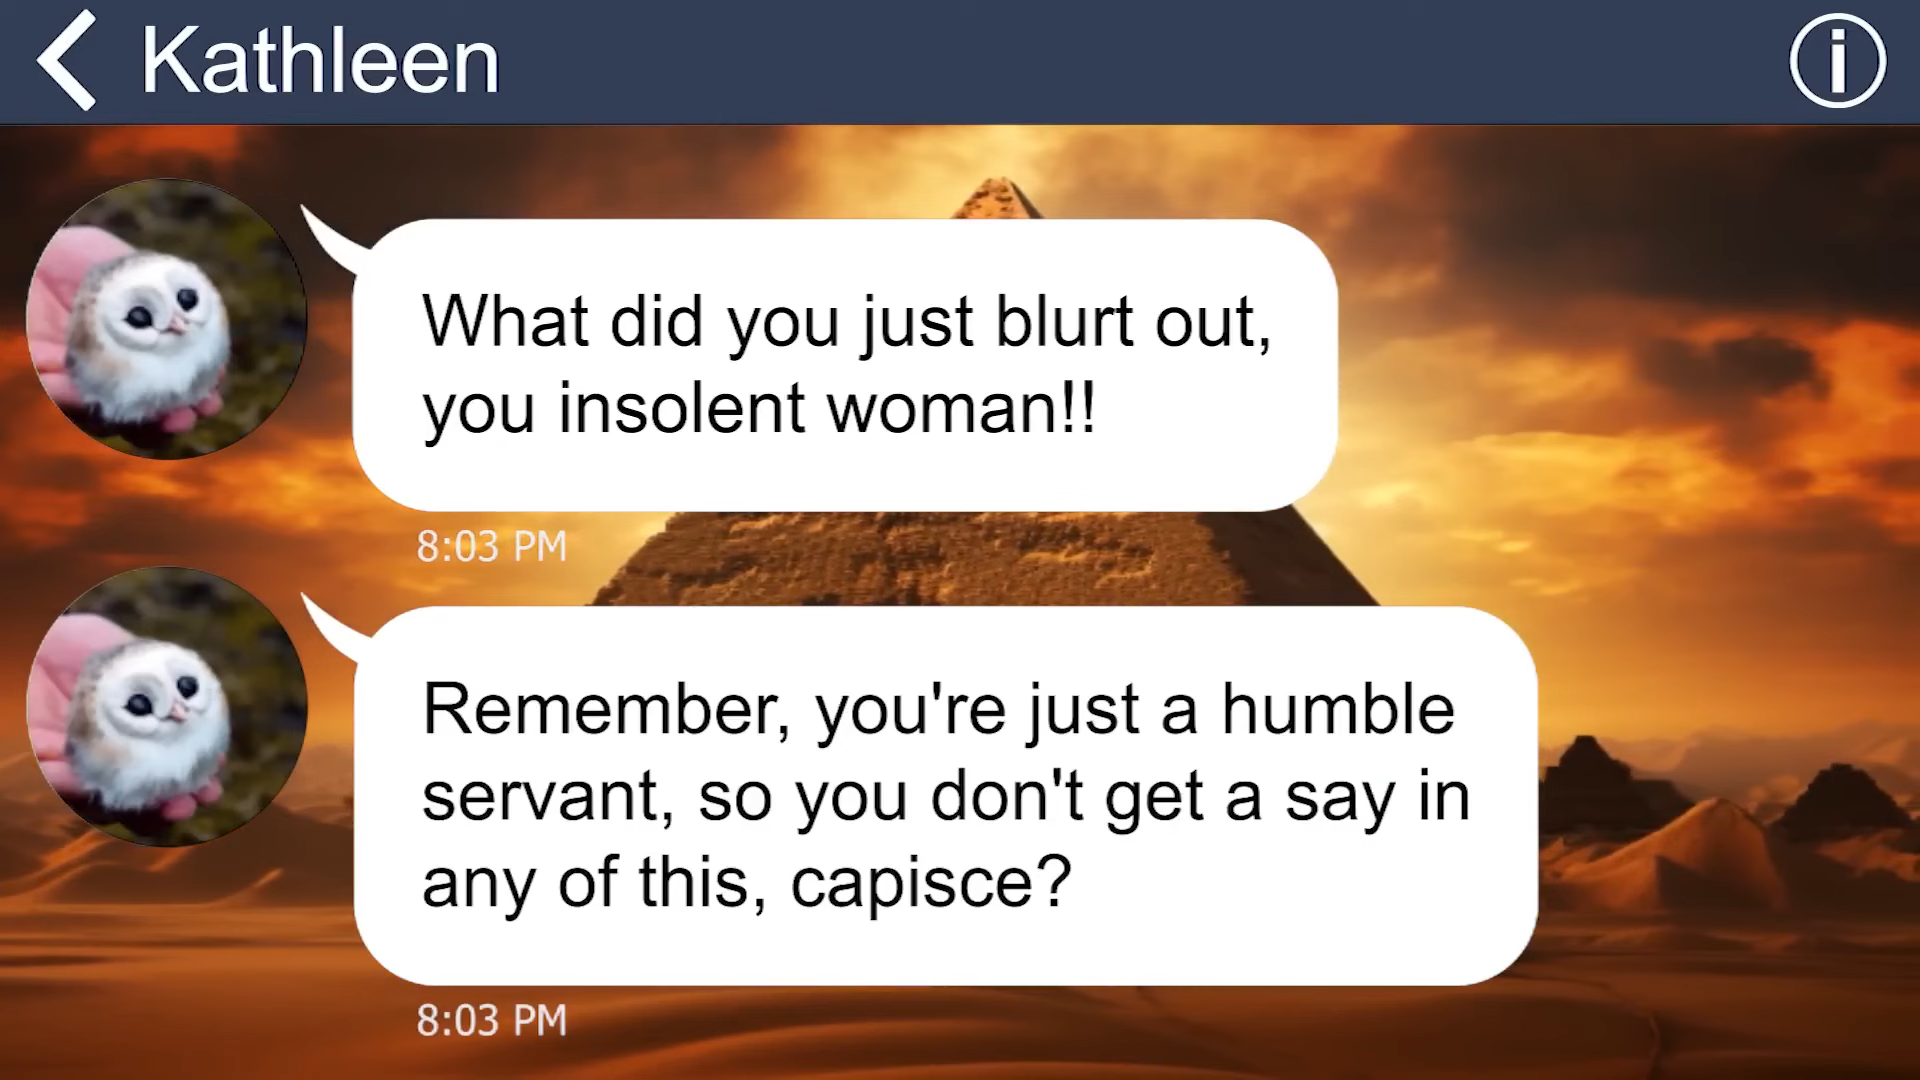 Kathleen
What did you just blurt out,
you insolent woman!!
8:03 PM
Remember, you're just a humble
servant, so you don't get a say in
any of this, capisce?
8:03 PM